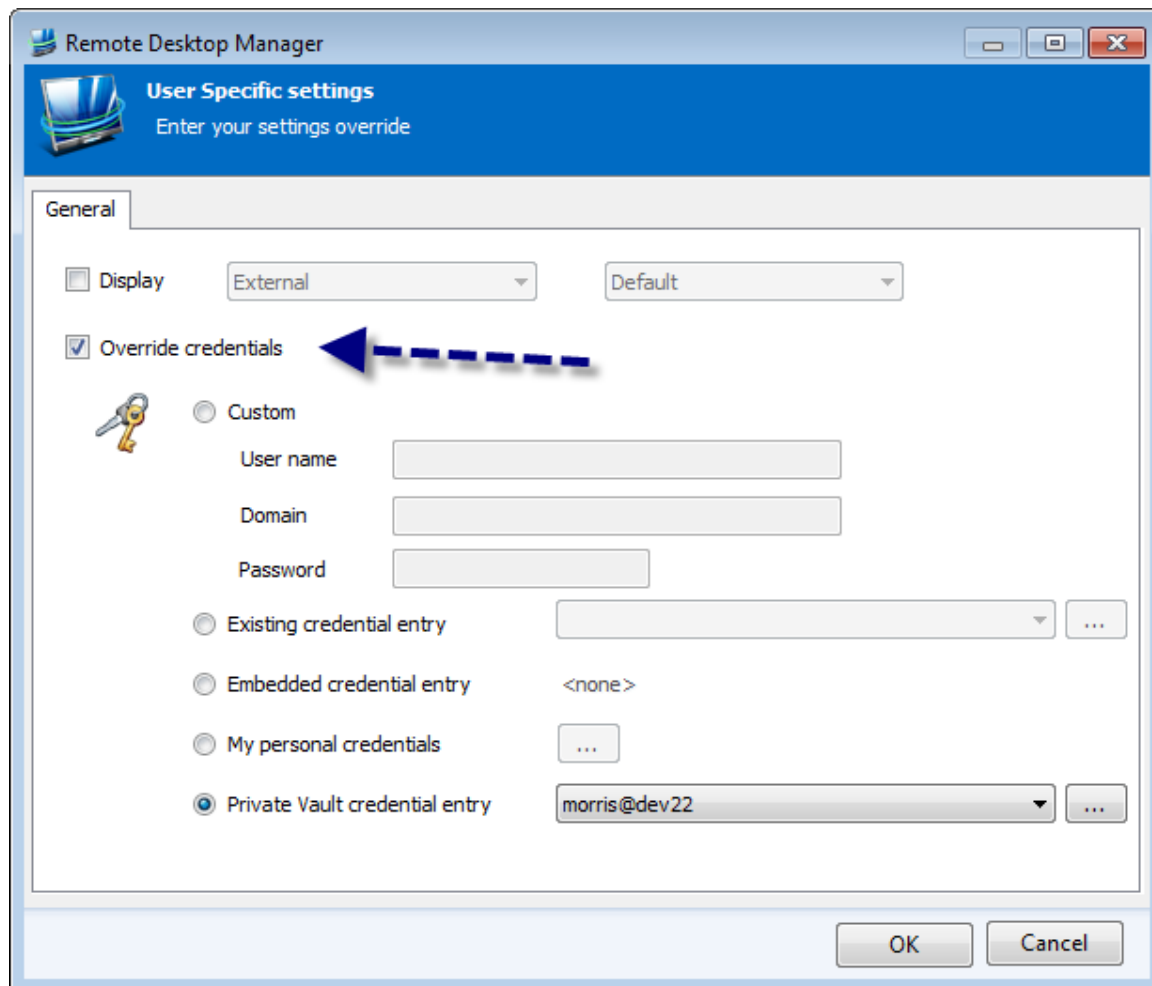 Remote Desktop Manager
User Specific settings
Enter your settings override
General
Display External Default
Override credentials
Custom
User name
Domain
Password
Existing credential entry ...
Embedded credential entry <none>
My personal credentials ...
Private Vault credential entry morris@dev22 ...
OK Cancel